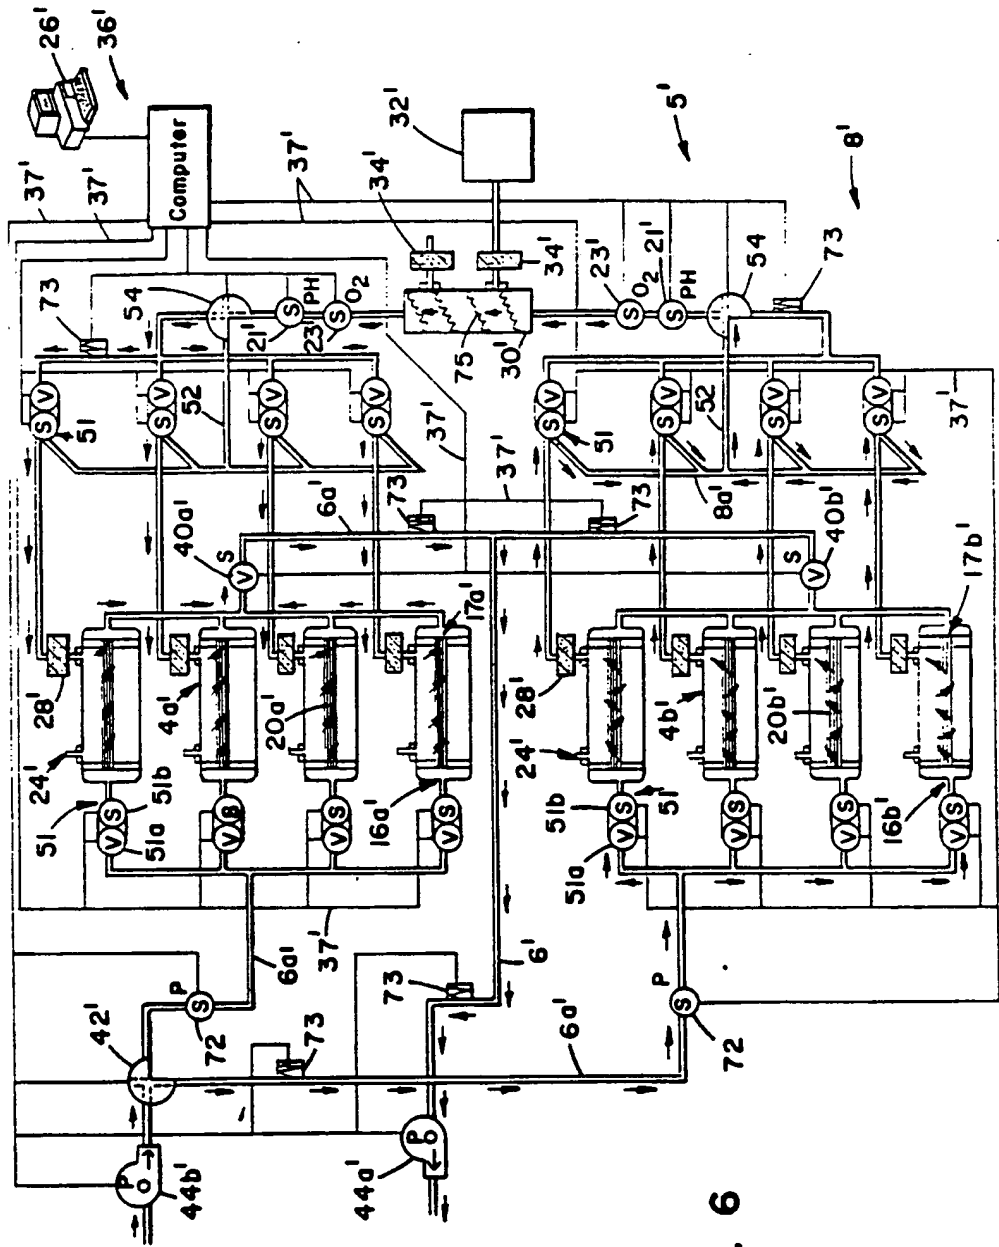 26'
36'
Computer
37'
37'
37'
32'
5'
8'
34'
34'
73
54
21'
PH
23'
O2
75
30'
23'
O2
21'
PH
54
73
S
S
S
S
V
S
V
S
V
S
V
S
51
52
V
S
V
S
V
S
V
S
51
52
37'
8a'
37'
37'
73
73
6a'
40a'
S
V
40b'
S
V
17a'
17b'
28'
24'
4a'
20a'
16a'
28'
24'
4b'
20b'
16b'
51
51b
51a
V
S
V
S
V
S
V
S
51
51b
51a
V
S
V
S
V
S
V
S
37'
6a'
6'
73
P
S
72
42'
73
6a'
P
S
72
P
O
44b'
P
O
44a'
6